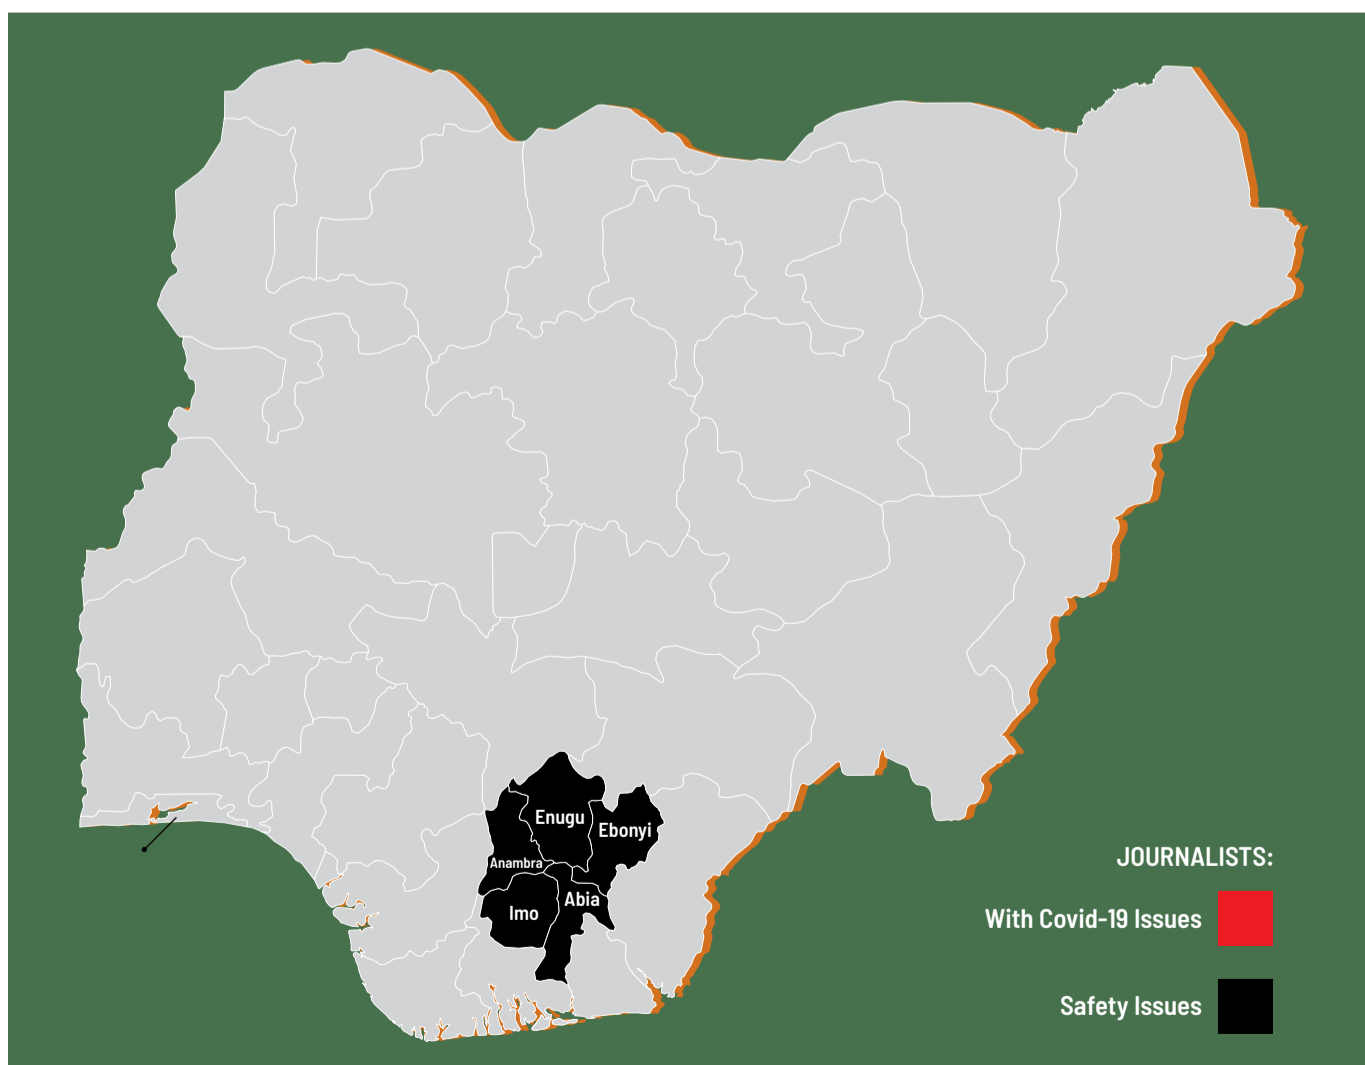 Enugu
Ebonyi
Anambra
Abia
Imo
JOURNALISTS:
With Covid-19 Issues
Safety Issues